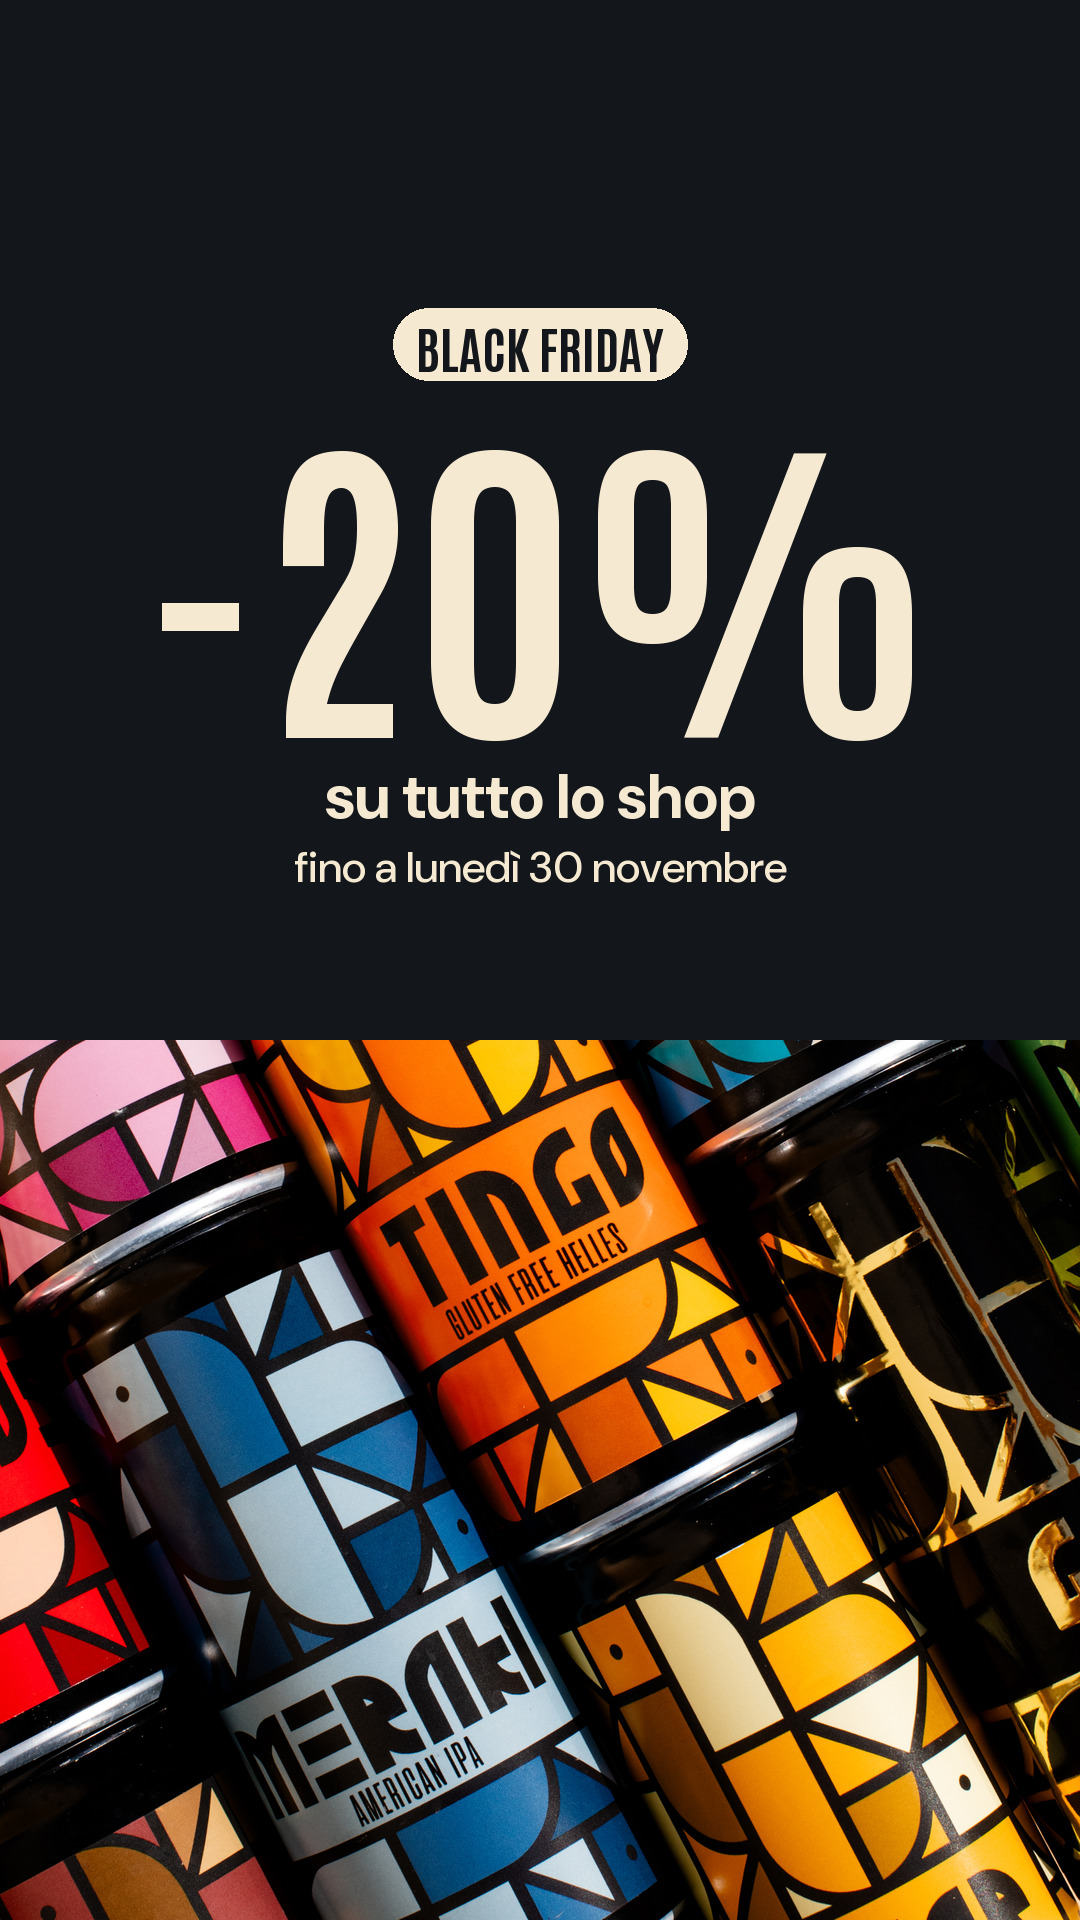 BLACK FRIDAY
-20%
su tutto lo shop
fino a lunedì 30 novembre
TINGO
GLUTEN FREE HELLES
MERAKI
AMERICAN IPA